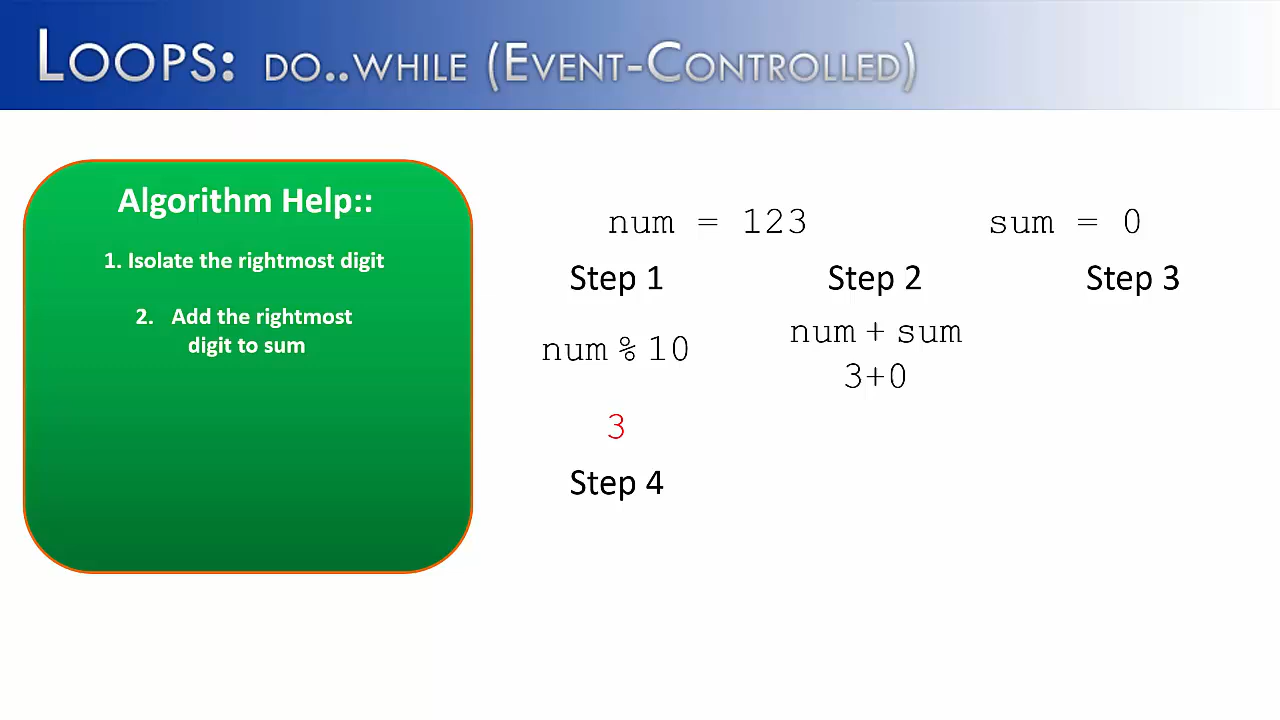 LOOPS: DO..WHILE (EVENT-CONTROLLED)
Algorithm Help::
1. Isolate the rightmost digit
2. Add the rightmost
digit to sum
num = 123 sum = 0
Step 1 Step 2 Step 3
num % 10
num + sum
3+0
3
Step 4